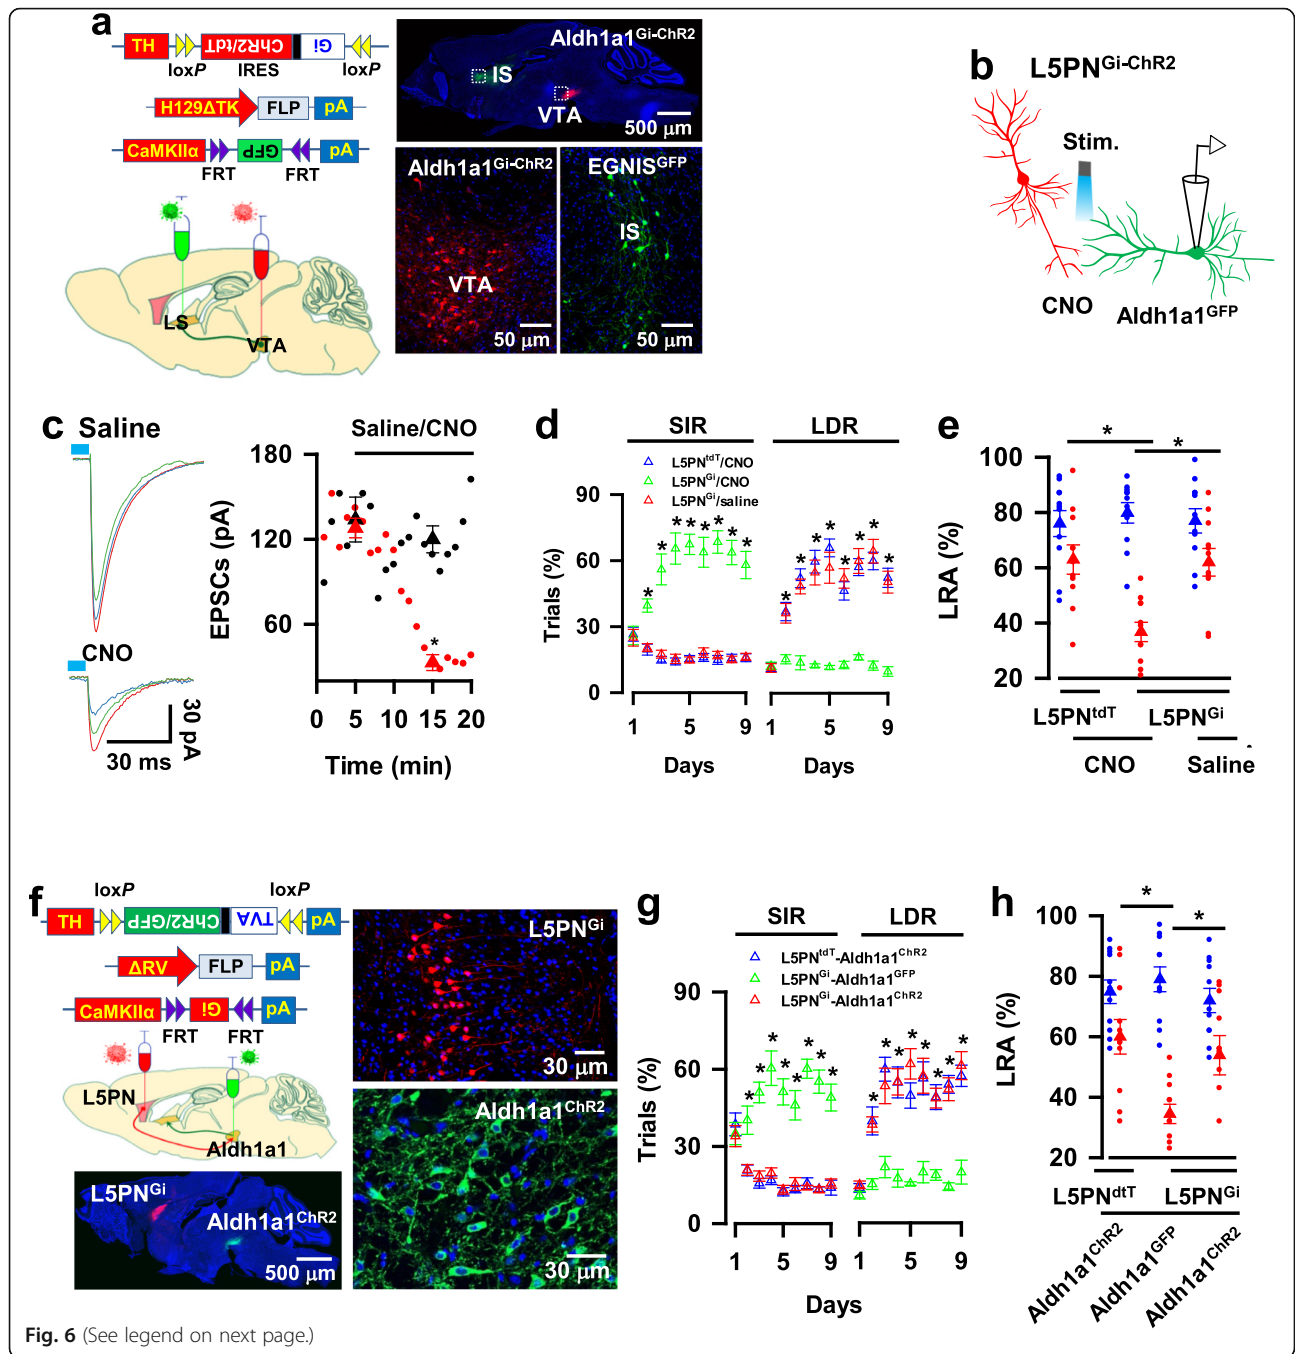 a
TH
ChR2/tdT
Gi
loxP
IRES
loxP
H129ΔTK
FLP
pA
CaMKIIα
GFP
pA
FRT
FRT
LS
VTA
Aldh1a1Gi-ChR2
IS
VTA
500 μm
Aldh1a1Gi-ChR2
VTA
50 μm
EGNISGFP
IS
50 μm
b
L5PNGi-ChR2
Stim.
CNO
Aldh1a1GFP
c
Saline
CNO
30 pA
30 ms
Saline/CNO
EPSCs (pA)
180
120
60
0 5 10 15 20
*
Time (min)
d
SIR
LDR
L5PNtdT/CNO
L5PNGi/CNO
L5PNGi/saline
Trials (%)
90
60
30
0
* * * * * * * *
* * * * * * * *
1 5 9
1 5 9
Days
Days
e
LRA (%)
100
80
60
40
20
* *
L5PNtdT
L5PNGi
CNO
Saline
f
loxP
loxP
TH
ChR2/GFP
TVA
pA
ΔRV
FLP
pA
CaMKIIα
Gi
pA
FRT
FRT
L5PN
Aldh1a1
L5PNGi
Aldh1a1ChR2
500 μm
L5PNGi
30 μm
Aldh1a1ChR2
30 μm
g
SIR
LDR
L5PNtdT-Aldh1a1ChR2
L5PNGi-Aldh1a1GFP
L5PNGi-Aldh1a1ChR2
Trials (%)
90
60
30
0
* * * * * * * *
* * * * * * * *
1 5 9
1 5 9
Days
h
LRA (%)
100
80
60
40
20
* *
L5PNdtT
L5PNGi
Aldh1a1ChR2
Aldh1a1GFP
Aldh1a1ChR2
Fig. 6 (See legend on next page.)